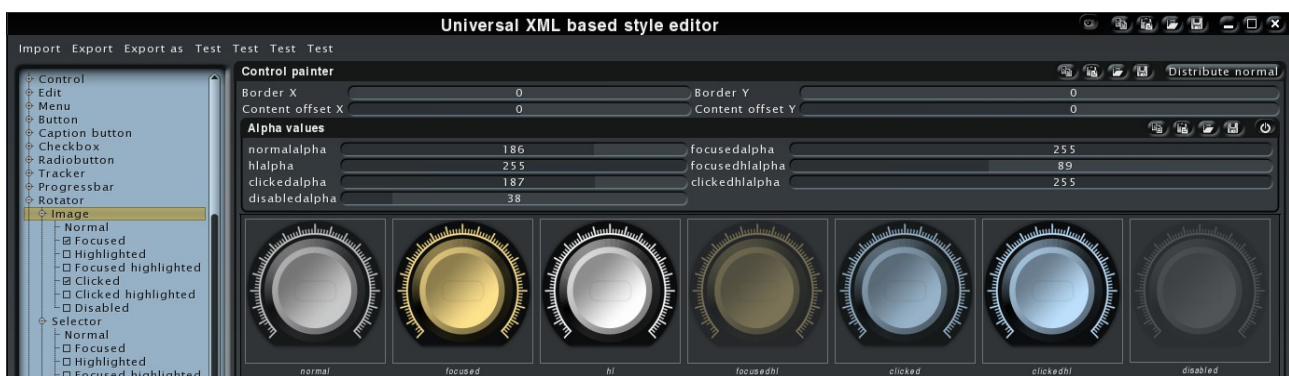 Universal XML based style editor
Import Export Export as Test Test Test Test
Control
Edit
Menu
Button
Caption button
Checkbox
Radiobutton
Tracker
Progressbar
Rotator
Image
Normal
Focused
Highlighted
Focused highlighted
Clicked
Clicked highlighted
Disabled
Selector
Normal
Focused
Highlighted
Focused highlighted
Control painter
Distribute normal
Border X 0 Border Y 0
Content offset X 0 Content offset Y 0
Alpha values
normalalpha 186 focusedalpha 255
hlalpha 255 focusedhlalpha 89
clickedalpha 187 clickedhlalpha 255
disabledalpha 38
normal focused hl focusedhl clicked clickedhl disabled